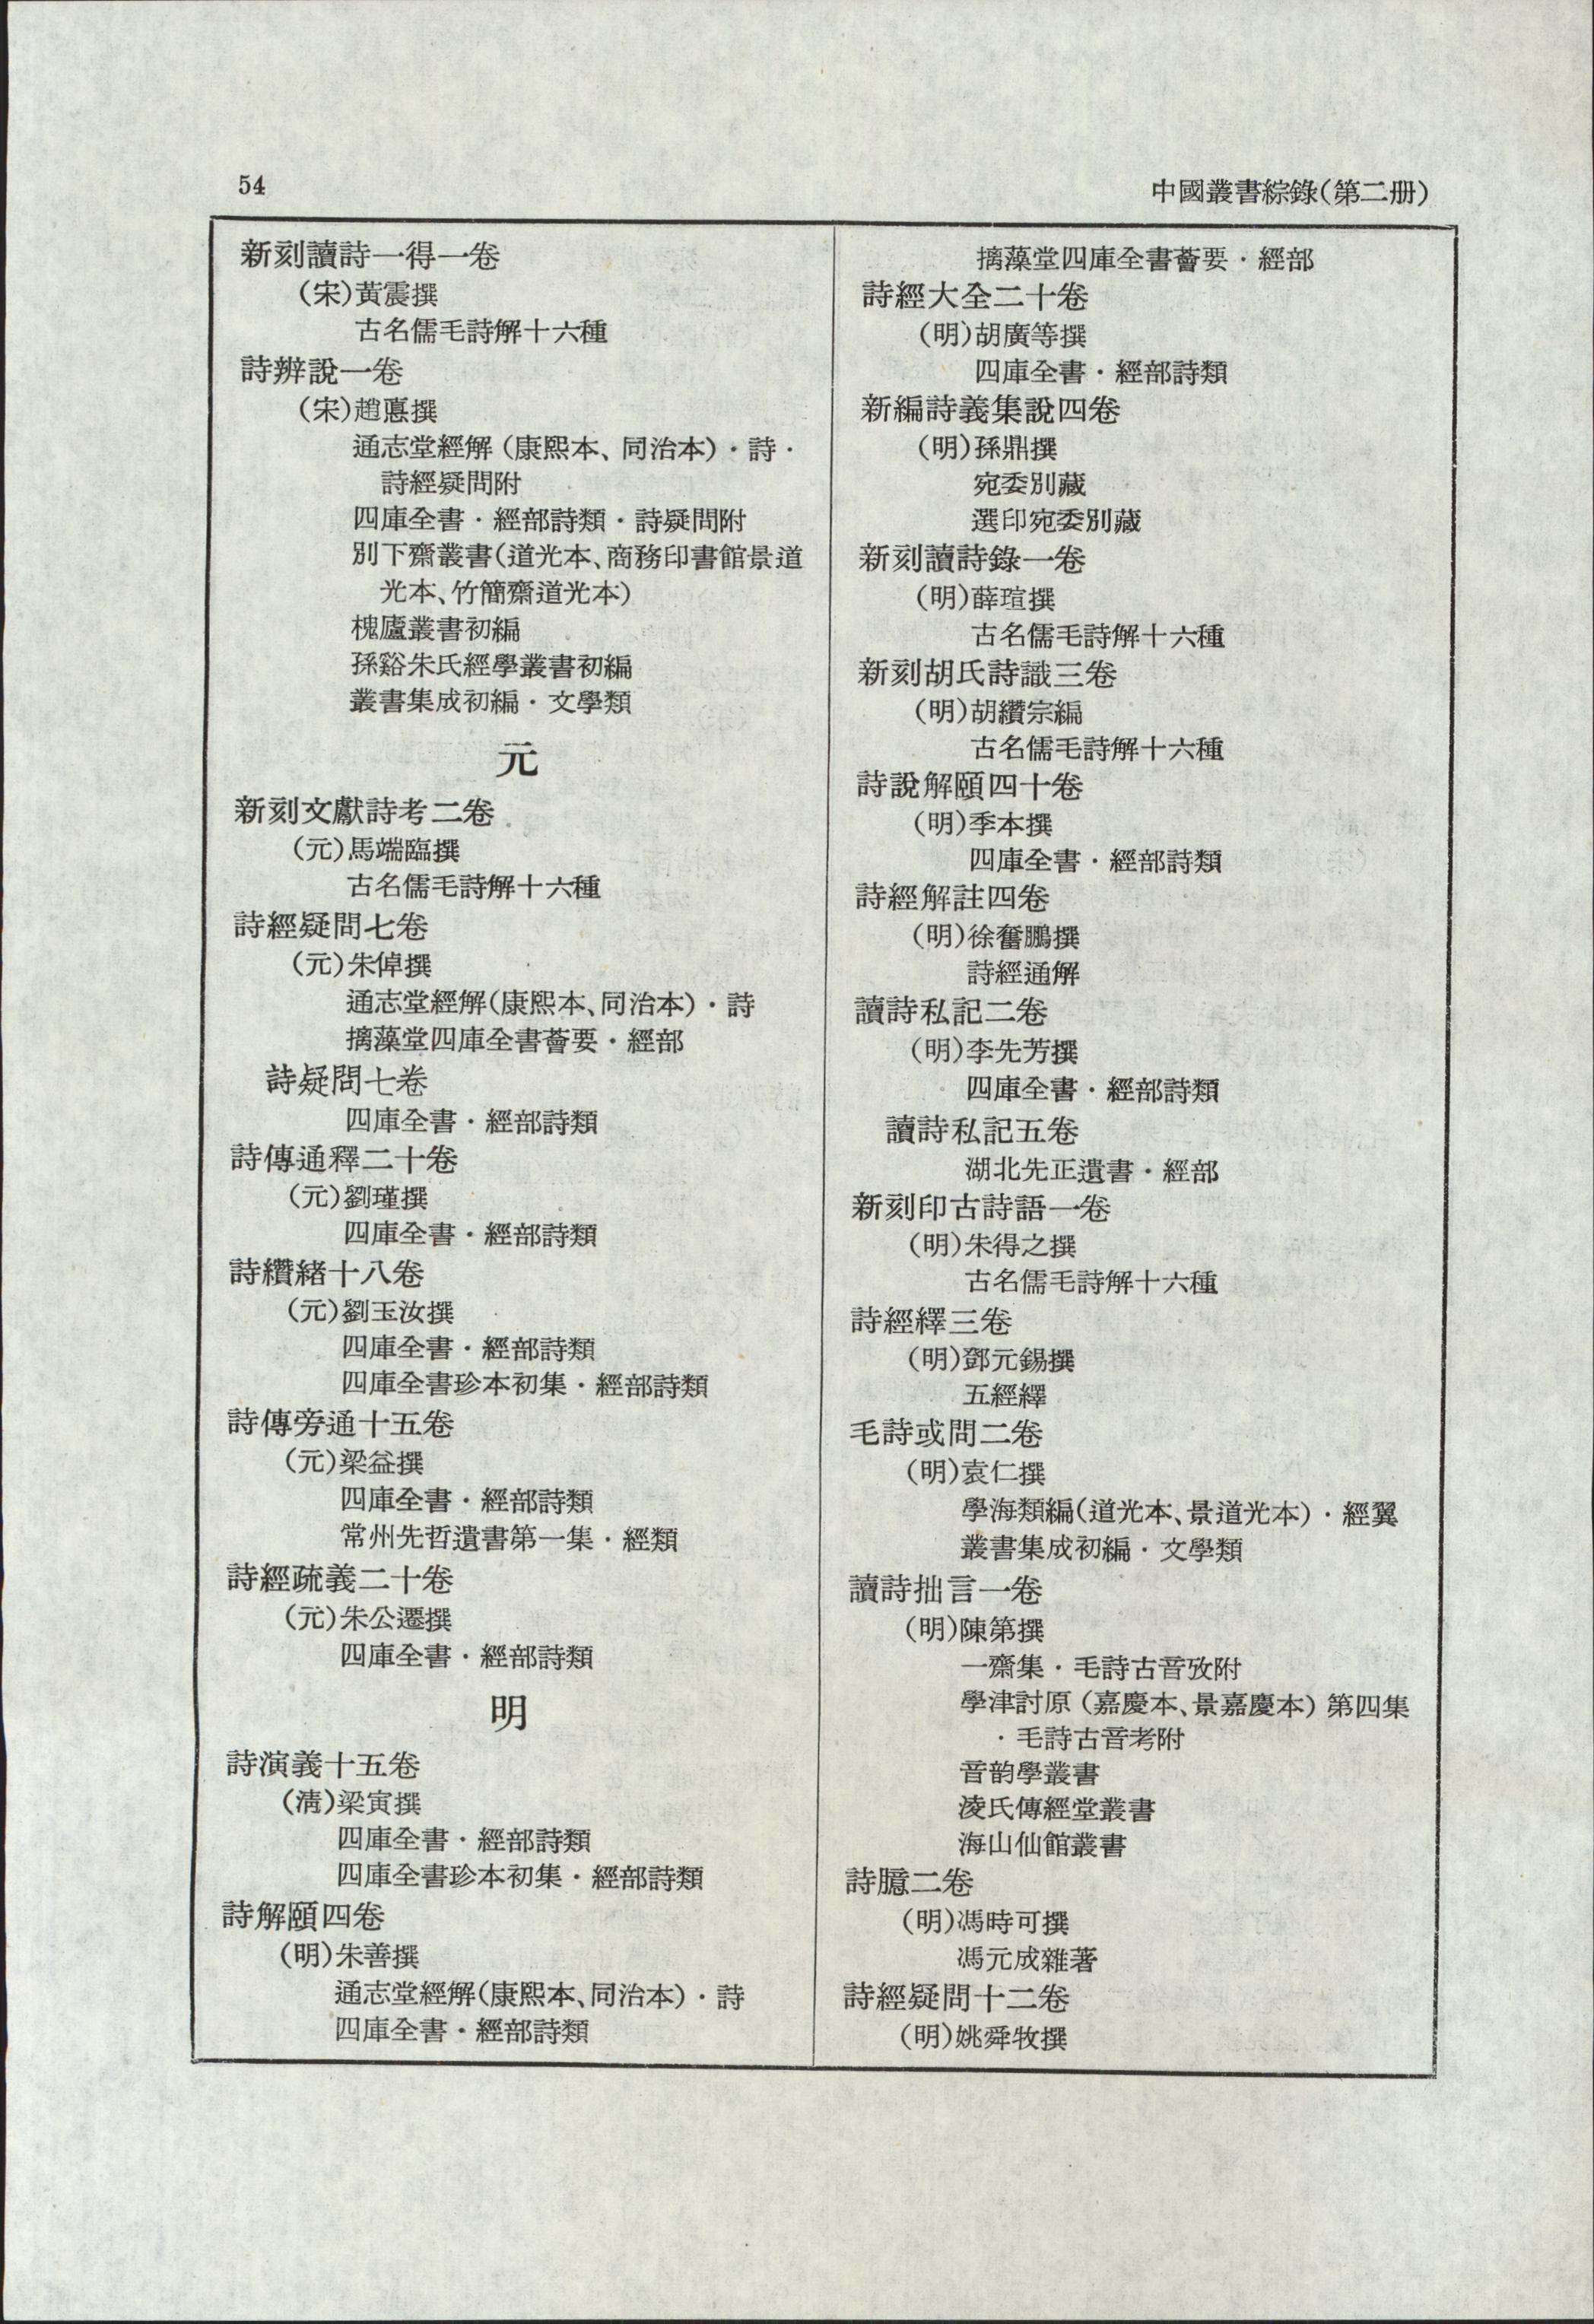 54
中國叢書綜錄(第二册)
新刻讀詩一得一卷
(宋)黃震撰
古名儒毛詩解十六種
詩辨說一卷
(宋)趙惪撰
通志堂經解(康熙本、同治本)·詩·
詩經疑問附
四庫全書·經部詩類·詩疑問附
別下齋叢書(道光本、商務印書館景道
光本、竹簡齋道光本)
槐廬叢書初編
孫谿朱氏經學叢書初編
叢書集成初編·文學類
元
新刻文獻詩考二卷
(元)馬端臨撰
古名儒毛詩解十六種
詩經疑問七卷
(元)朱倬撰
通志堂經解(康熙本、同治本)·詩
摛藻堂四庫全書薈要·經部
詩疑問七卷
四庫全書·經部詩類
詩傳通釋二十卷
(元)劉瑾撰
四庫全書·經部詩類
詩纘緒十八卷
(元)劉玉汝撰
四庫全書·經部詩類
四庫全書珍本初集·經部詩類
詩傳旁通十五卷
(元)梁益撰
四庫全書·經部詩類
常州先哲遺書第一集·經類
詩經疏義二十卷
(元)朱公遷撰
四庫全書·經部詩類
明
詩演義十五卷
(淸)梁寅撰
四庫全書·經部詩類
四庫全書珍本初集·經部詩類
詩解頤四卷
(明)朱善撰
通志堂經解(康熙本、同治本)·詩
四庫全書·經部詩類
摛藻堂四庫全書薈要·經部
詩經大全二十卷
(明)胡廣等撰
四庫全書·經部詩類
新編詩義集說四卷
(明)孫鼎撰
宛委別藏
選印宛委別藏
新刻讀詩錄一卷
(明)薛瑄撰
古名儒毛詩解十六種
新刻胡氏詩識三卷
(明)胡纘宗編
古名儒毛詩解十六種
詩說解頤四十卷
(明)季本撰
四庫全書·經部詩類
詩經解註四卷
(明)徐奮鵬撰
詩經通解
讀詩私記二卷
(明)李先芳撰
四庫全書·經部詩類
讀詩私記五卷
湖北先正遺書·經部
新刻印古詩語一卷
(明)朱得之撰
古名儒毛詩解十六種
詩經繹三卷
(明)鄧元錫撰
五經繹
毛詩或問二卷
(明)袁仁撰
學海類編(道光本、景道光本)·經翼
叢書集成初編·文學類
讀詩拙言一卷
(明)陳第撰
一齋集·毛詩古音攷附
學津討原(嘉慶本、景嘉慶本)第四集
·毛詩古音考附
音韵學叢書
淩氏傳經堂叢書
海山仙館叢書
詩臆二卷
(明)馮時可撰
馮元成雜著
詩經疑問十二卷
(明)姚舜牧撰